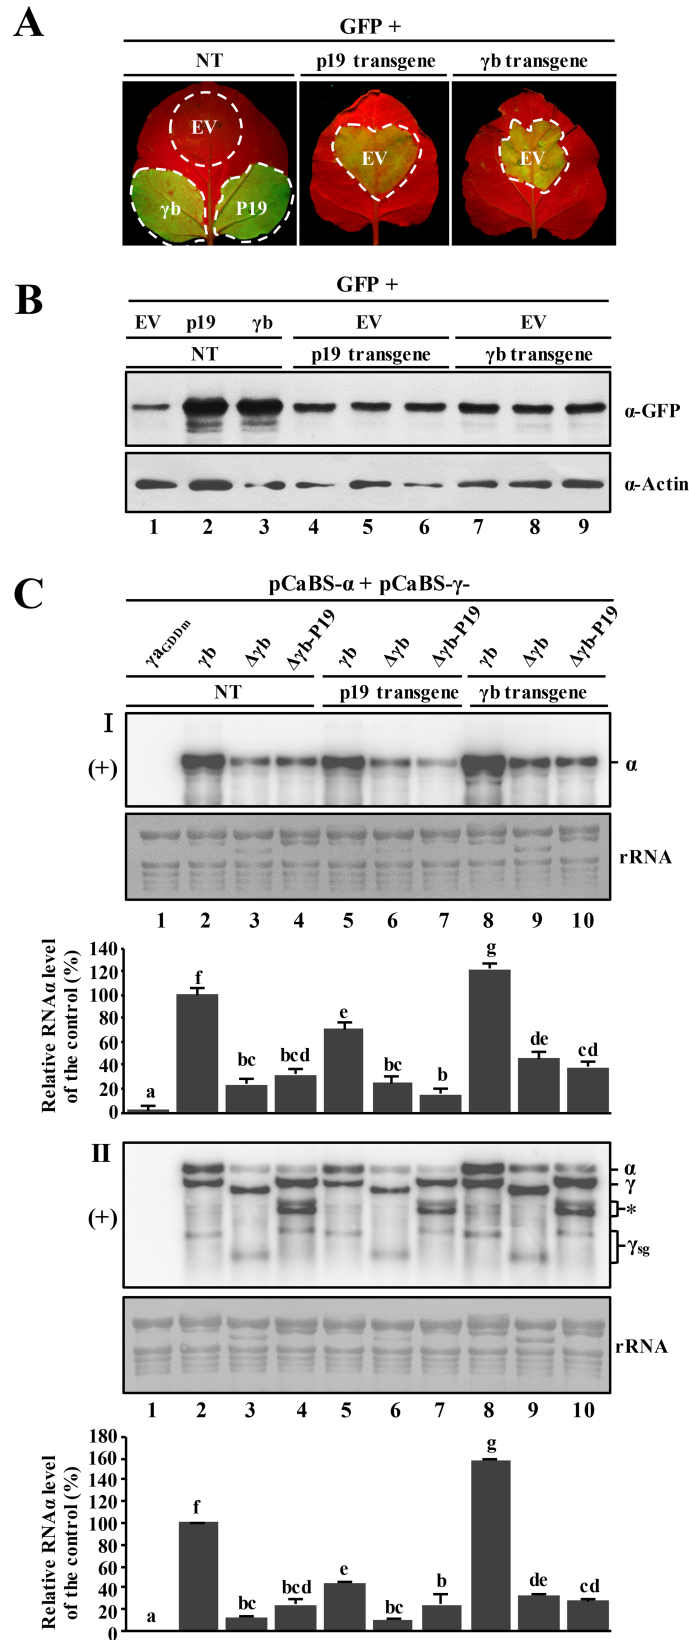 A
GFP +
NT p19 transgene γb transgene
EV
γb P19
EV
EV
B
GFP +
EV p19 γb EV EV
NT p19 transgene γb transgene
α-GFP
α-Actin
1 2 3 4 5 6 7 8 9
C
pCaBS-α + pCaBS-γ-
γaGDDm γb Δγb Δγb-P19 γb Δγb Δγb-P19 γb Δγb Δγb-P19
NT p19 transgene γb transgene
I
(+)
α
rRNA
1 2 3 4 5 6 7 8 9 10
Relative RNAα level
of the control (%)
140
120
100
80
60
40
20
0
a f bc bcd e bc b g de cd
II
(+)
α
γ
*
γsg
rRNA
1 2 3 4 5 6 7 8 9 10
Relative RNAα level
of the control (%)
180
160
140
120
100
80
60
40
20
0
a f bc bcd e bc b g de cd